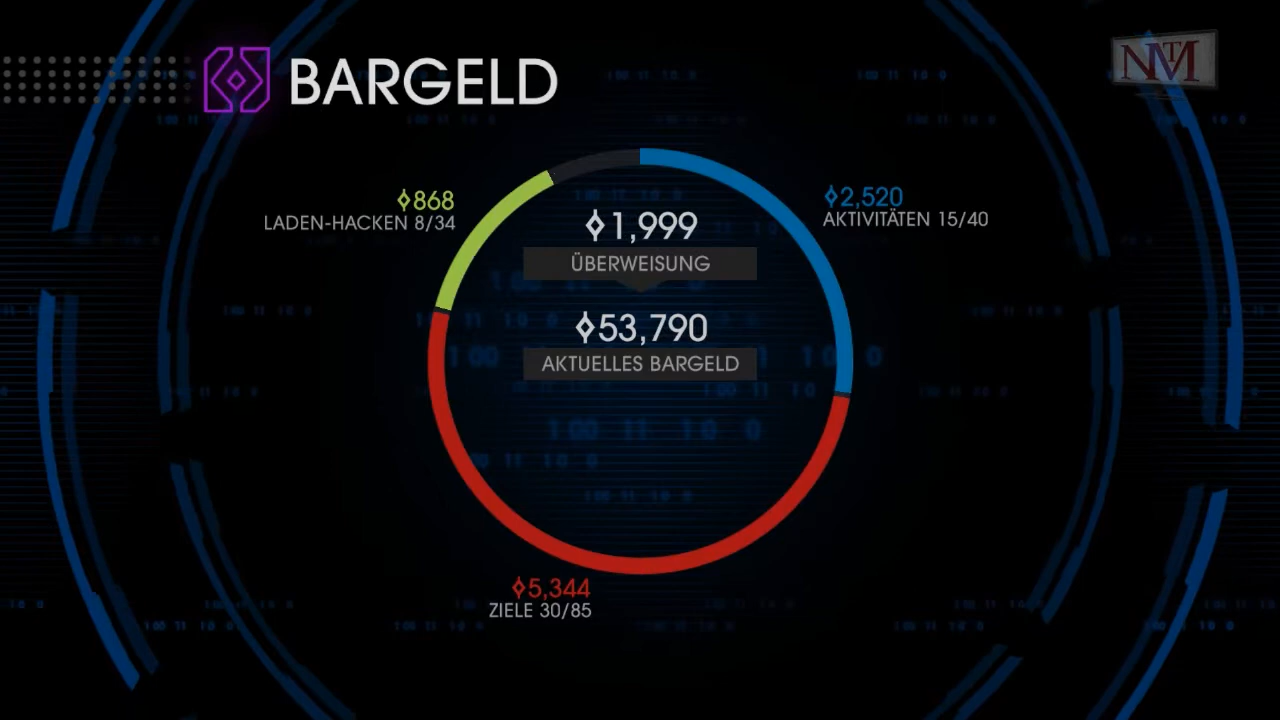 BARGELD
NTM
868
LADEN-HACKEN 8/34
2,520
AKTIVITÄTEN 15/40
1,999
ÜBERWEISUNG
53,790
AKTUELLES BARGELD
5,344
ZIELE 30/85